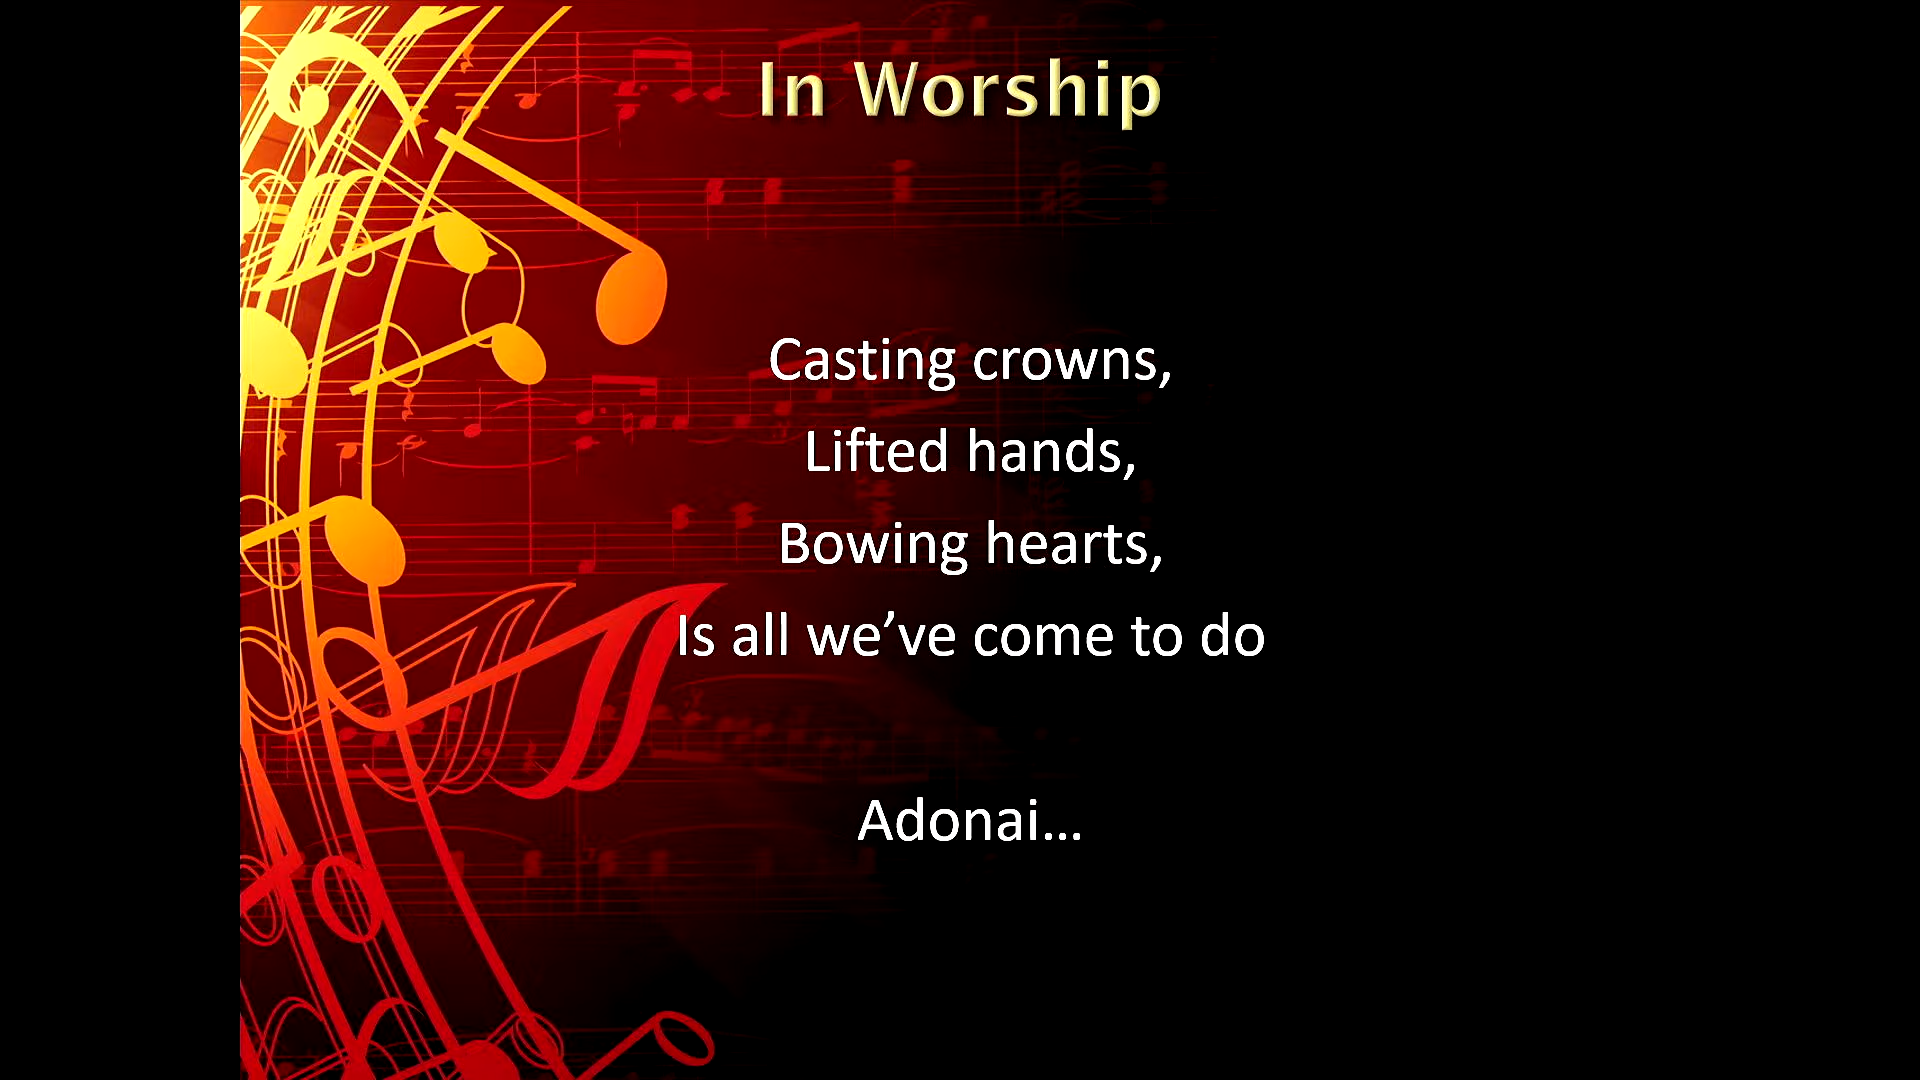 In Worship
Casting crowns,
Lifted hands,
Bowing hearts,
Is all we’ve come to do
Adonai…